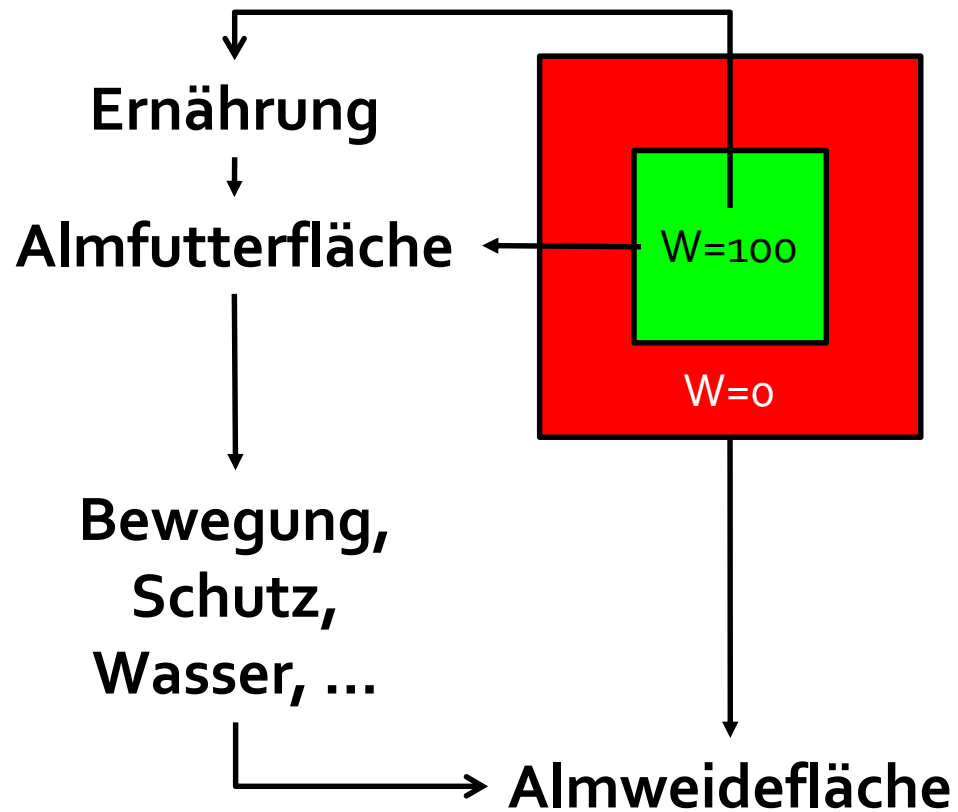 Ernährung
Almfutterfläche
W=100
W=0
Bewegung,
Schutz,
Wasser, ...
Almweidefläche